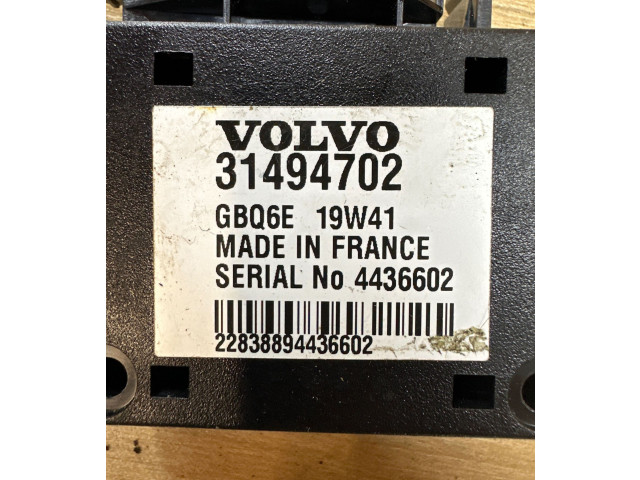 VOLVO
31494702
GBQ6E 19W41
MADE IN FRANCE
SERIAL No 4436602
22838894436602